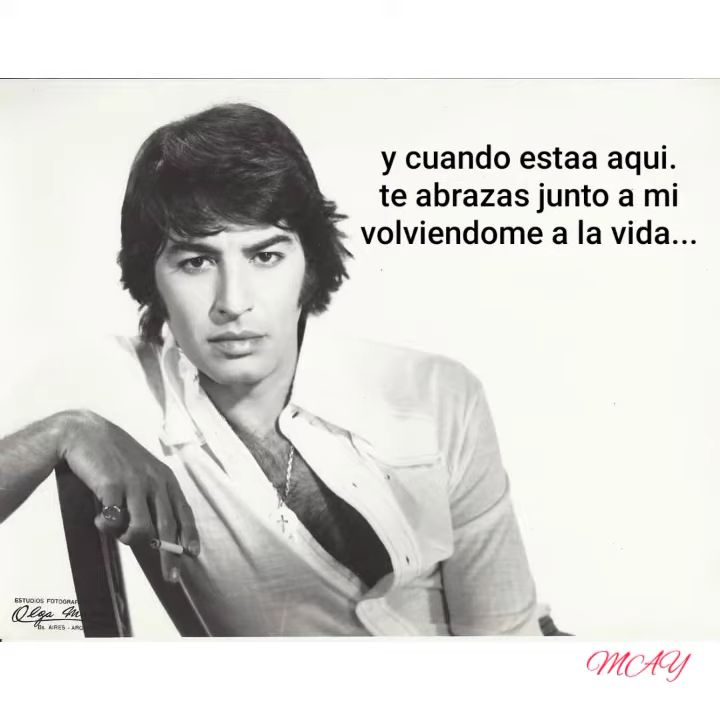 y cuando estaa aqui.
te abrazas junto a mi
volviendome a la vida...
ESTUDIOS FOTOGRAF
Olga
Bs. AIRES - ARG
MAY